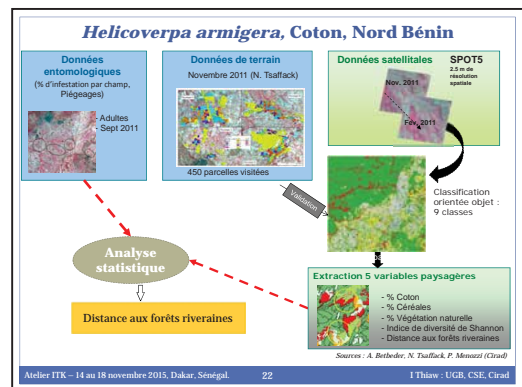 Helicoverpa armigera, Coton, Nord Bénin
Données
entomologiques
(% d'infestation par champ,
Piégeages)
- Adultes
- Sept 2011
Données de terrain
Novembre 2011 (N. Tsaffack)
450 parcelles visitées
Données satellitales
SPOT5
2.5 m de
résolution
spatiale
Nov. 2011
Fév. 2011
Validation
Classification
orientée objet :
9 classes
Analyse
statistique
Distance aux forêts riveraines
Extraction 5 variables paysagères
- % Coton
- % Céréales
- % Végétation naturelle
- Indice de diversité de Shannon
- Distance aux forêts riveraines
Sources : A. Betbeder, N. Tsaffack, P. Menozzi (Cirad)
Atelier ITK – 14 au 18 novembre 2015, Dakar, Sénégal.
22
I Thiaw : UGB, CSE, Cirad